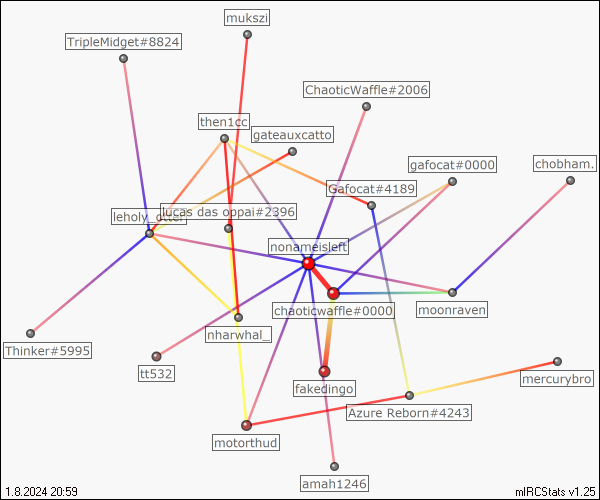 mukszi
TripleMidget#8824
ChaoticWaffle#2006
then1cc
gateauxcatto
gafocat#0000
chobham.
Gafocat#4189
leholy_otter
lucas das oppai#2396
nonameisleft
chaoticwaffle#0000
moonraven
nharwhal_
Thinker#5995
tt532
mercurybro
fakedingo
Azure Reborn#4243
motorthud
amah1246
1.8.2024 20:59
mIRCStats v1.25